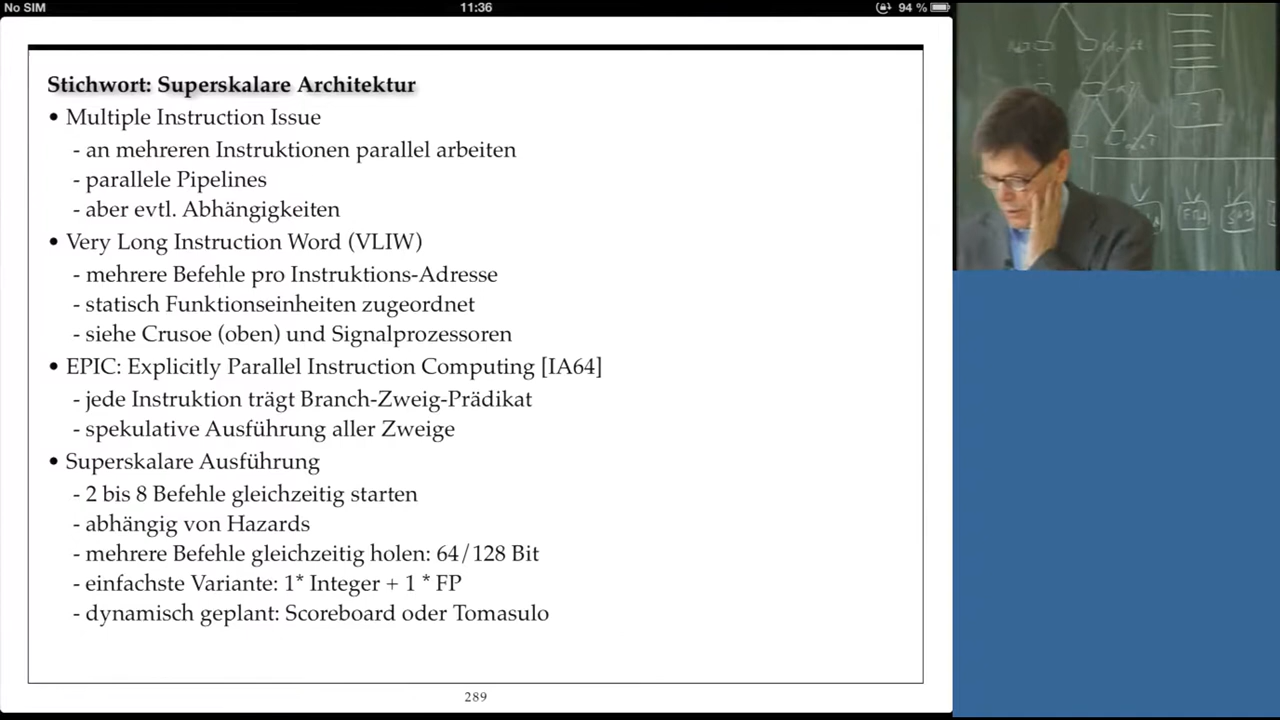 No SIM 11:36 94 %
Stichwort: Superskalare Architektur
• Multiple Instruction Issue
- an mehreren Instruktionen parallel arbeiten
- parallele Pipelines
- aber evtl. Abhängigkeiten
• Very Long Instruction Word (VLIW)
- mehrere Befehle pro Instruktions-Adresse
- statisch Funktionseinheiten zugeordnet
- siehe Crusoe (oben) und Signalprozessoren
• EPIC: Explicitly Parallel Instruction Computing [IA64]
- jede Instruktion trägt Branch-Zweig-Prädikat
- spekulative Ausführung aller Zweige
• Superskalare Ausführung
- 2 bis 8 Befehle gleichzeitig starten
- abhängig von Hazards
- mehrere Befehle gleichzeitig holen: 64/128 Bit
- einfachste Variante: 1* Integer + 1 * FP
- dynamisch geplant: Scoreboard oder Tomasulo
289